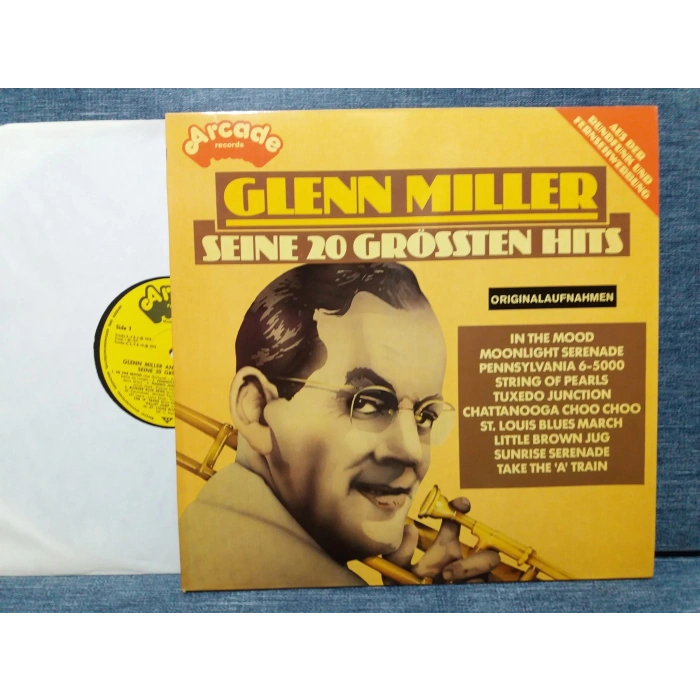 Arcade
records
AUS DER
RUNDFUNK UND
FERNSEHWERBUNG
GLENN MILLER
SEINE 20 GRÖSSTEN HITS
ORIGINALAUFNAHMEN
IN THE MOOD
MOONLIGHT SERENADE
PENNSYLVANIA 6-5000
STRING OF PEARLS
TUXEDO JUNCTION
CHATTANOOGA CHOO CHOO
ST. LOUIS BLUES MARCH
LITTLE BROWN JUG
SUNRISE SERENADE
TAKE THE 'A' TRAIN
Side 1
GLENN MILLER
SEINE 20